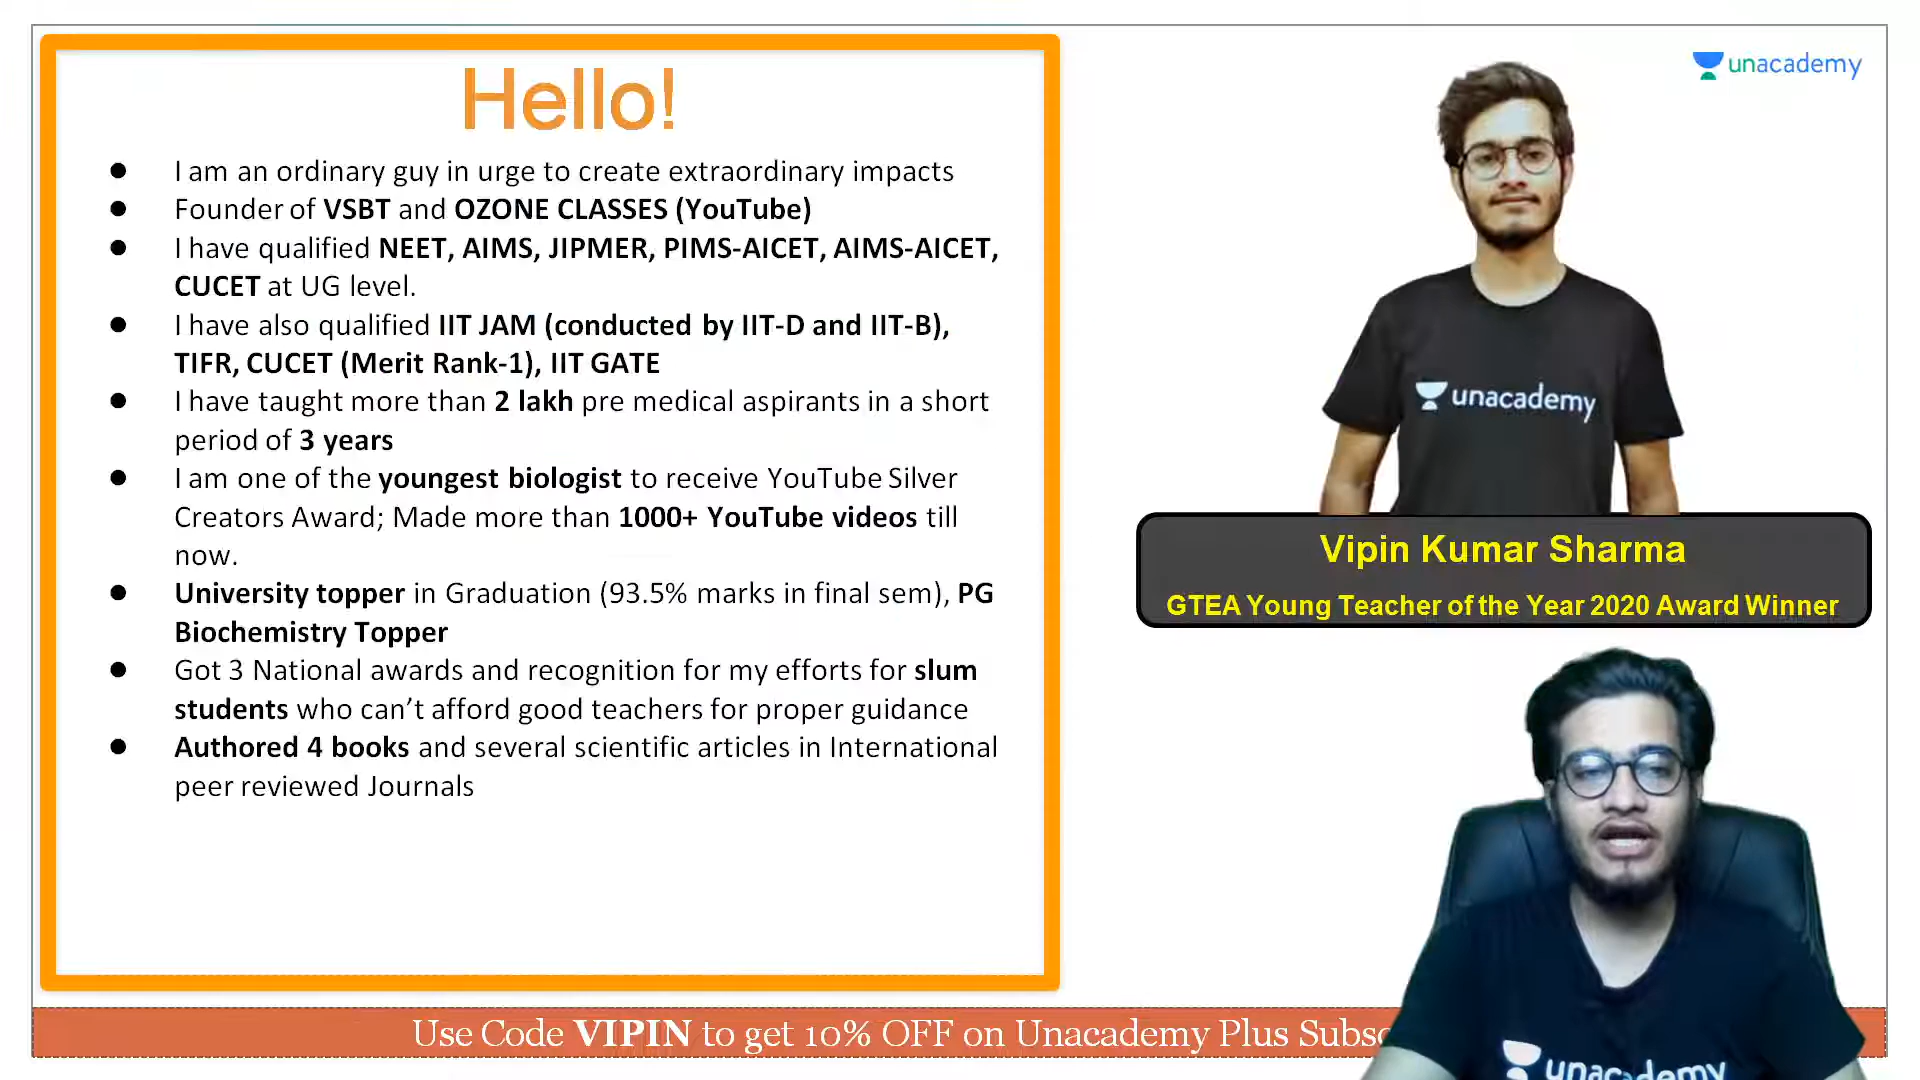 Hello!
I am an ordinary guy in urge to create extraordinary impacts
Founder of VSBT and OZONE CLASSES (YouTube)
I have qualified NEET, AIMS, JIPMER, PIMS-AICET, AIMS-AICET,
CUCET at UG level.
I have also qualified IIT JAM (conducted by IIT-D and IIT-B),
TIFR, CUCET (Merit Rank-1), IIT GATE
I have taught more than 2 lakh pre medical aspirants in a short
period of 3 years
I am one of the youngest biologist to receive YouTube Silver
Creators Award; Made more than 1000+ YouTube videos till
now.
University topper in Graduation (93.5% marks in final sem), PG
Biochemistry Topper
Got 3 National awards and recognition for my efforts for slum
students who can’t afford good teachers for proper guidance
Authored 4 books and several scientific articles in International
peer reviewed Journals
unacademy
unacademy
Vipin Kumar Sharma
GTEA Young Teacher of the Year 2020 Award Winner
unacademy
Use Code VIPIN to get 10% OFF on Unacademy Plus